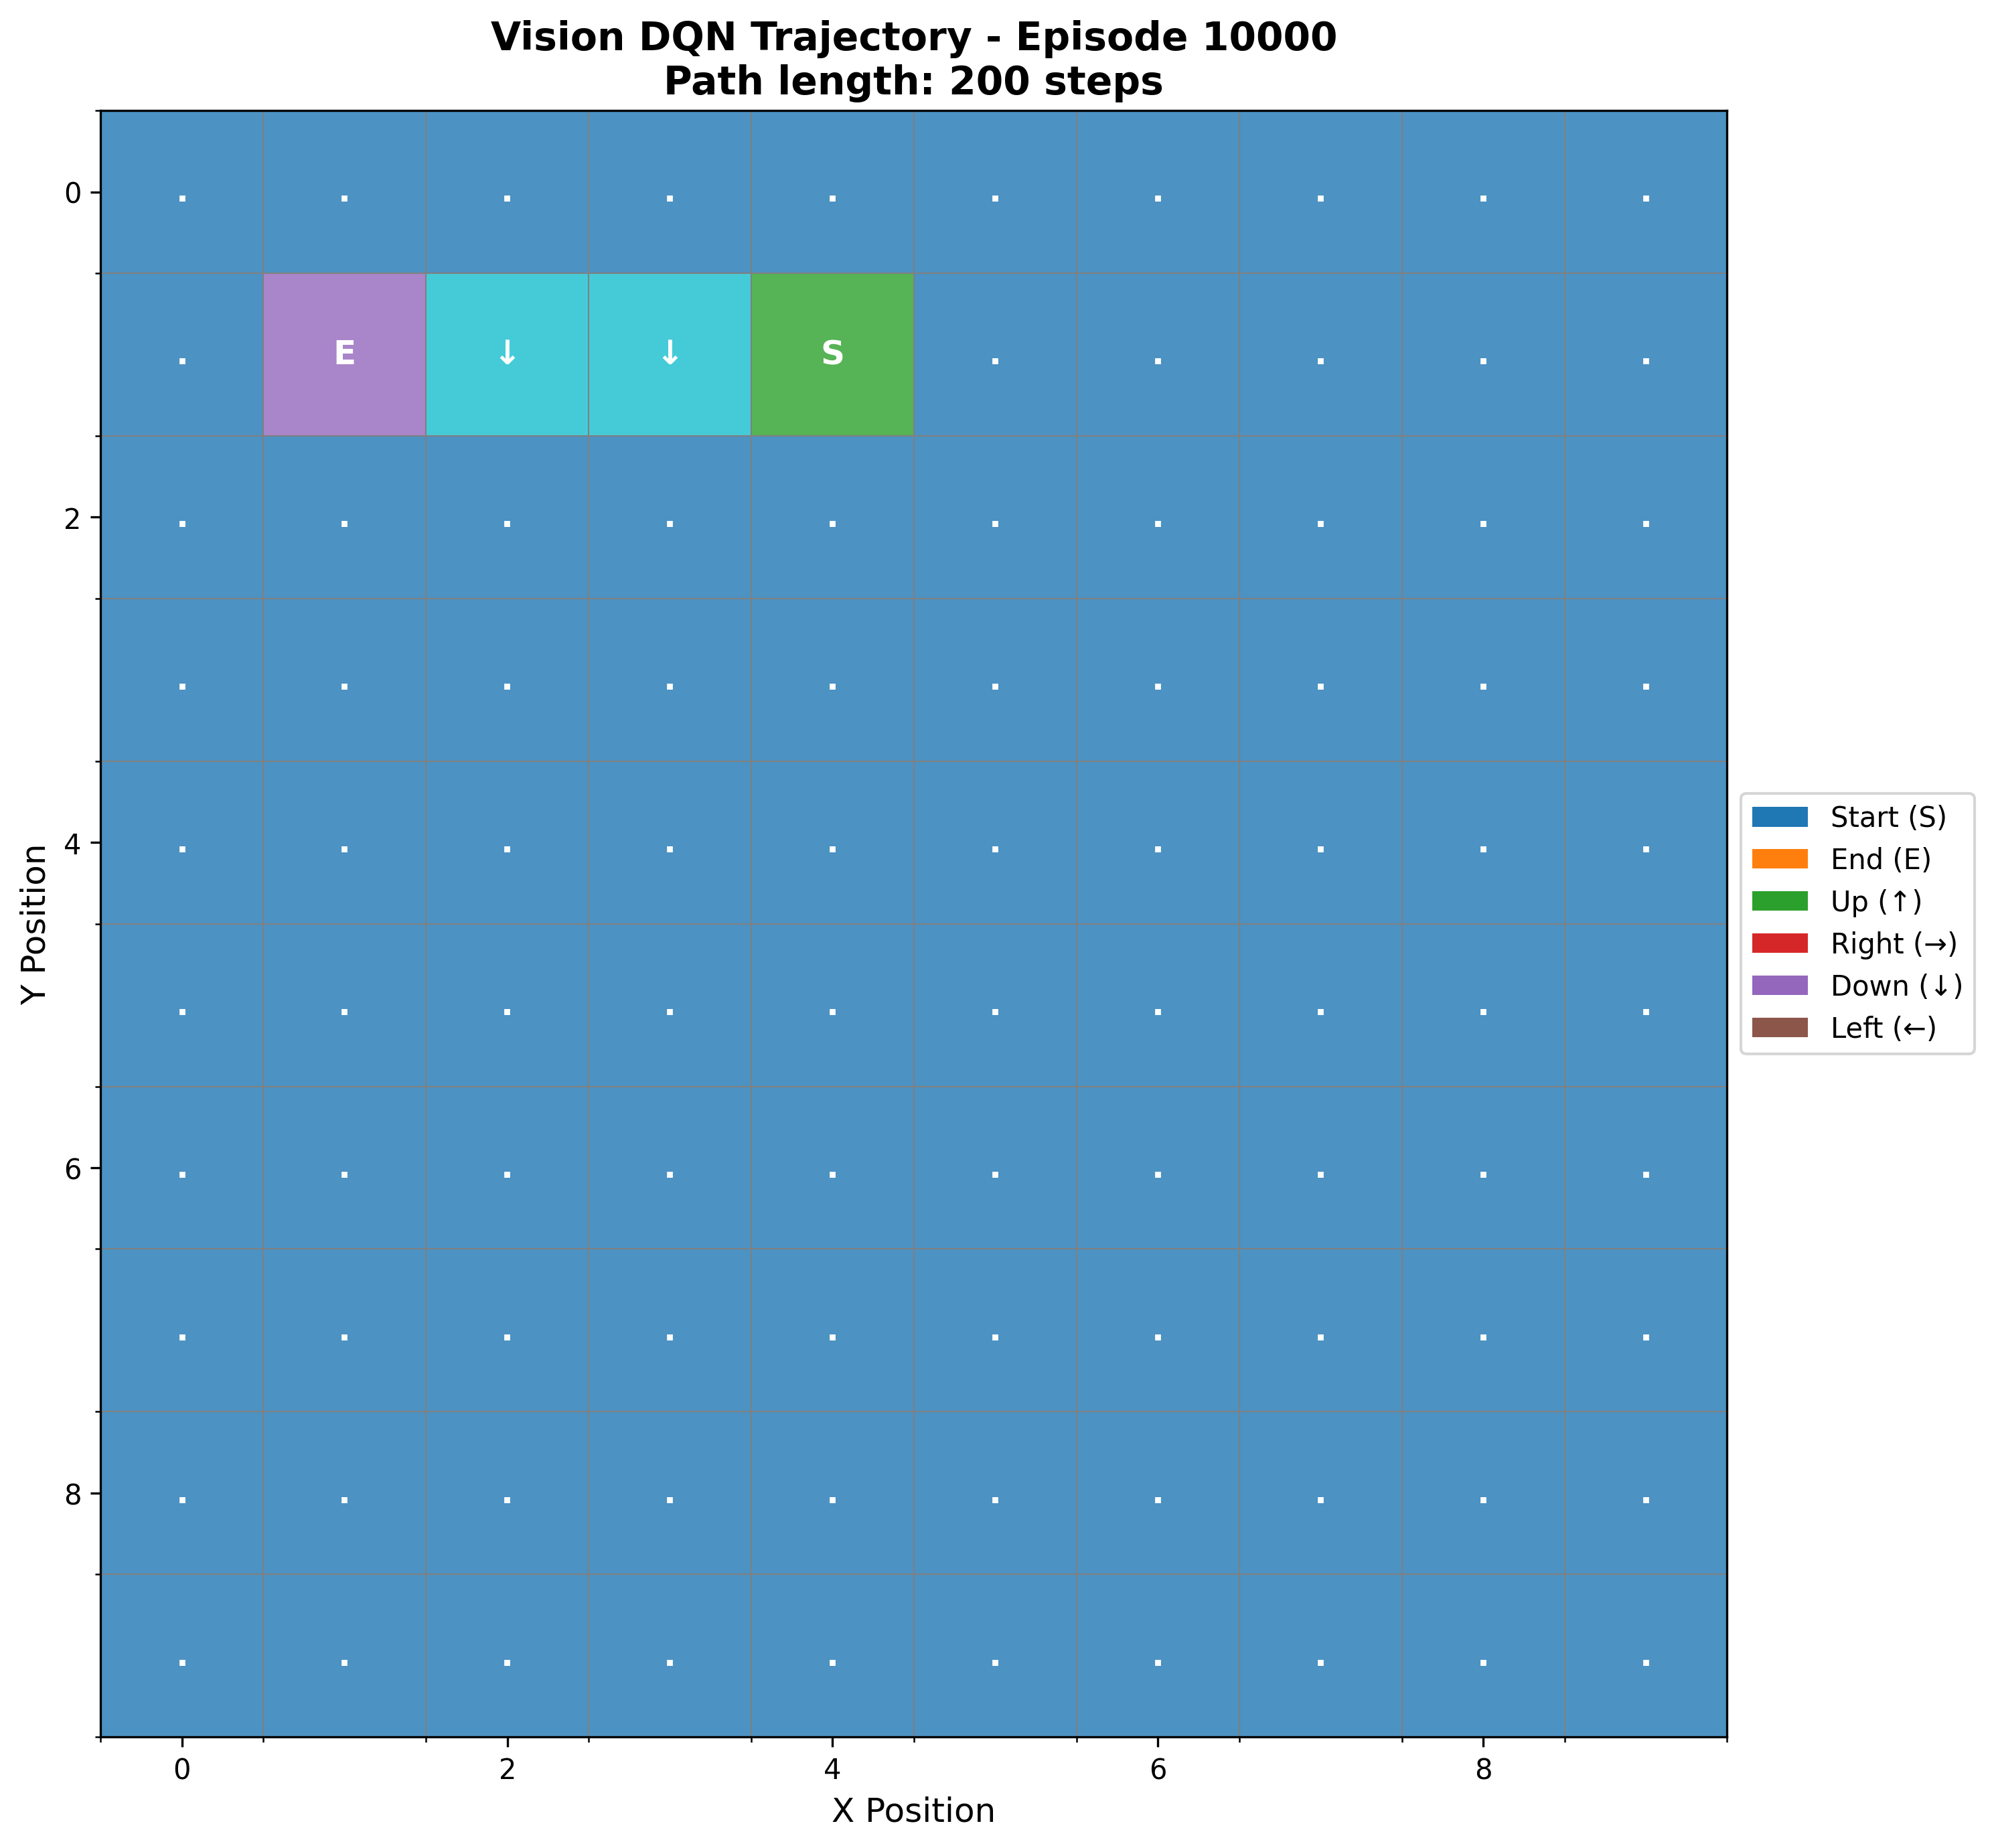 Vision DQN Trajectory - Episode 10000
Path length: 200 steps
0
E ↓ ↓ S
2
4
6
8
Y Position
0 2 4 6 8
X Position
Start (S)
End (E)
Up (↑)
Right (→)
Down (↓)
Left (←)